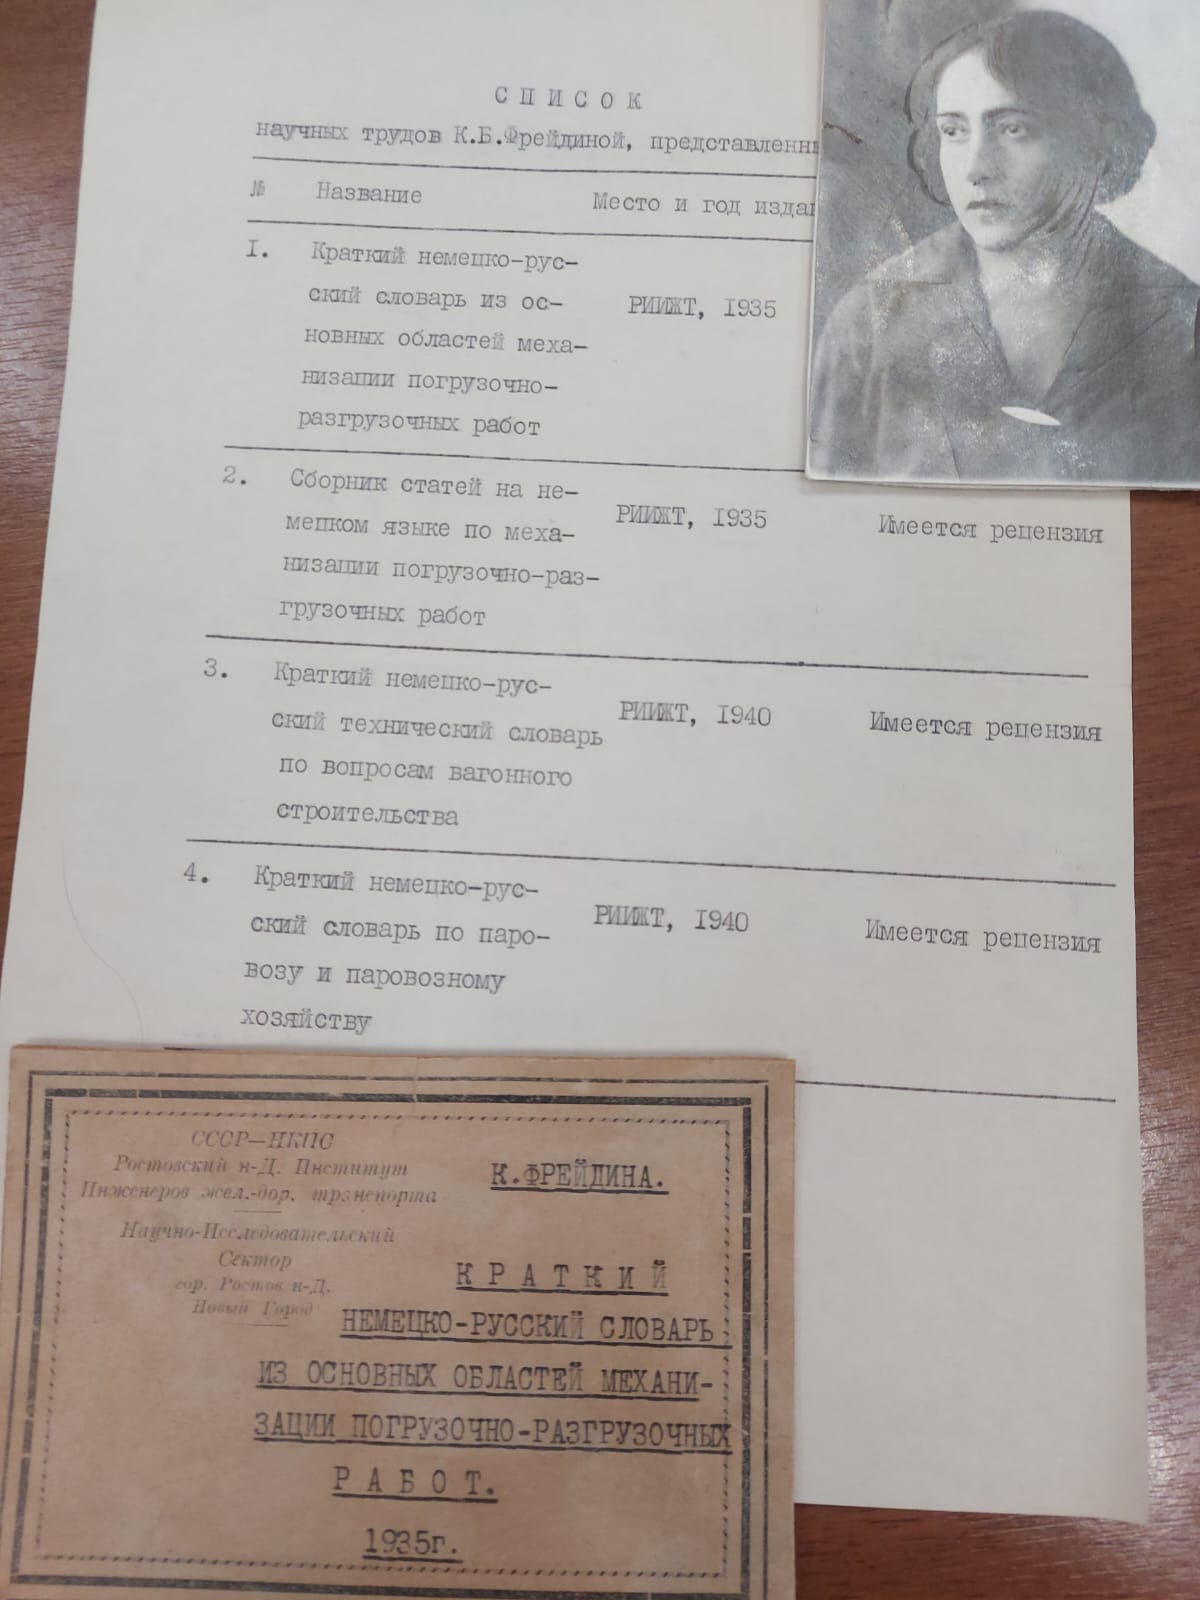 СПИСОК
научных трудов К.Б.Фрейдиной, представленн
№ Название Место и год изда
I. Краткий немецко-рус-
ский словарь из ос-
новных областей меха-
низации погрузочно-
разгрузочных работ
РИИЖТ, I935
2. Сборник статей на не-
мецком языке по меха-
низации погрузочно-раз-
грузочных работ
РИИЖТ, I935
Имеется рецензия
3. Краткий немецко-рус-
ский технический словарь
по вопросам вагонного
строительства
РИИЖТ, I940
Имеется рецензия
4. Краткий немецко-рус-
ский словарь по паро-
возу и паровозному
хозяйству
РИИЖТ, I940
Имеется рецензия
СССР—НКПС
Ростовский н-Д. Институт
Инженеров жел.-дор. транспорта
Научно-Исследовательский
Сектор
гор. Ростов н-Д,
Новый Город
К.ФРЕЙДИНА.
КРАТКИЙ
НЕМЕЦКО-РУССКИЙ СЛОВАРЬ
ИЗ ОСНОВНЫХ ОБЛАСТЕЙ МЕХАНИ-
ЗАЦИИ ПОГРУЗОЧНО-РАЗГРУЗОЧНЫХ
РАБОТ.
1935г.